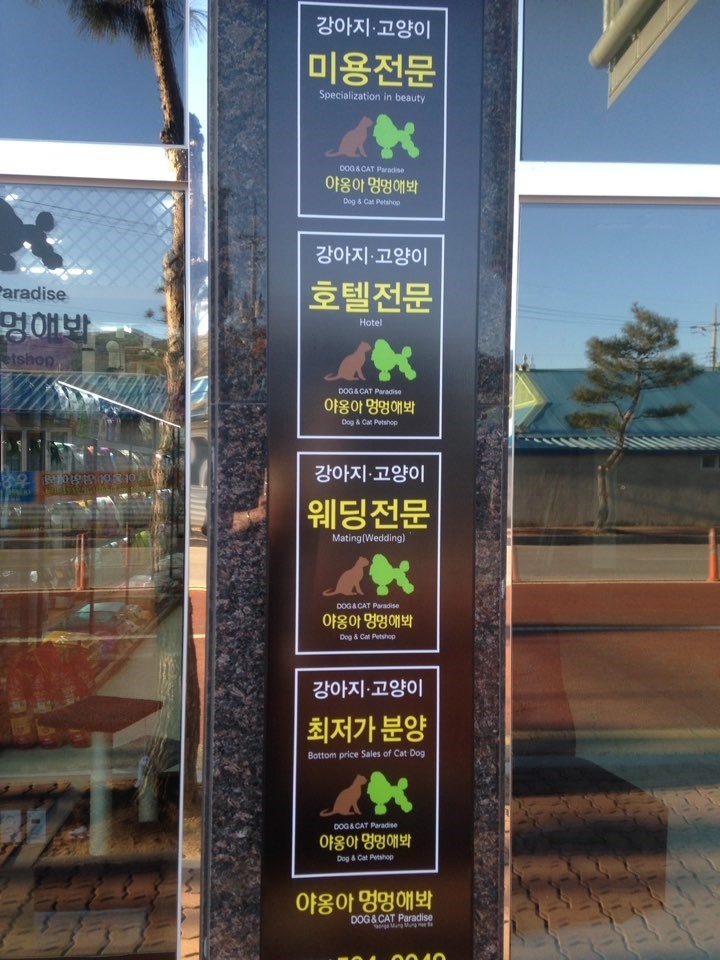 강아지·고양이
미용전문
Specialization in beauty
DOG&CAT Paradise
야옹아 멍멍해봐
Dog & Cat Petshop
강아지·고양이
호텔전문
Hotel
DOG&CAT Paradise
야옹아 멍멍해봐
Dog & Cat Petshop
강아지·고양이
웨딩전문
Mating(Wedding)
DOG&CAT Paradise
야옹아 멍멍해봐
Dog & Cat Petshop
강아지·고양이
최저가 분양
Bottom price Sales of Cat·Dog
DOG&CAT Paradise
야옹아 멍멍해봐
Dog & Cat Petshop
야옹아 멍멍해봐
DOG&CAT Paradise
Yaonga Mung Mung Hae Ba
Paradise
멍해봐
Petshop